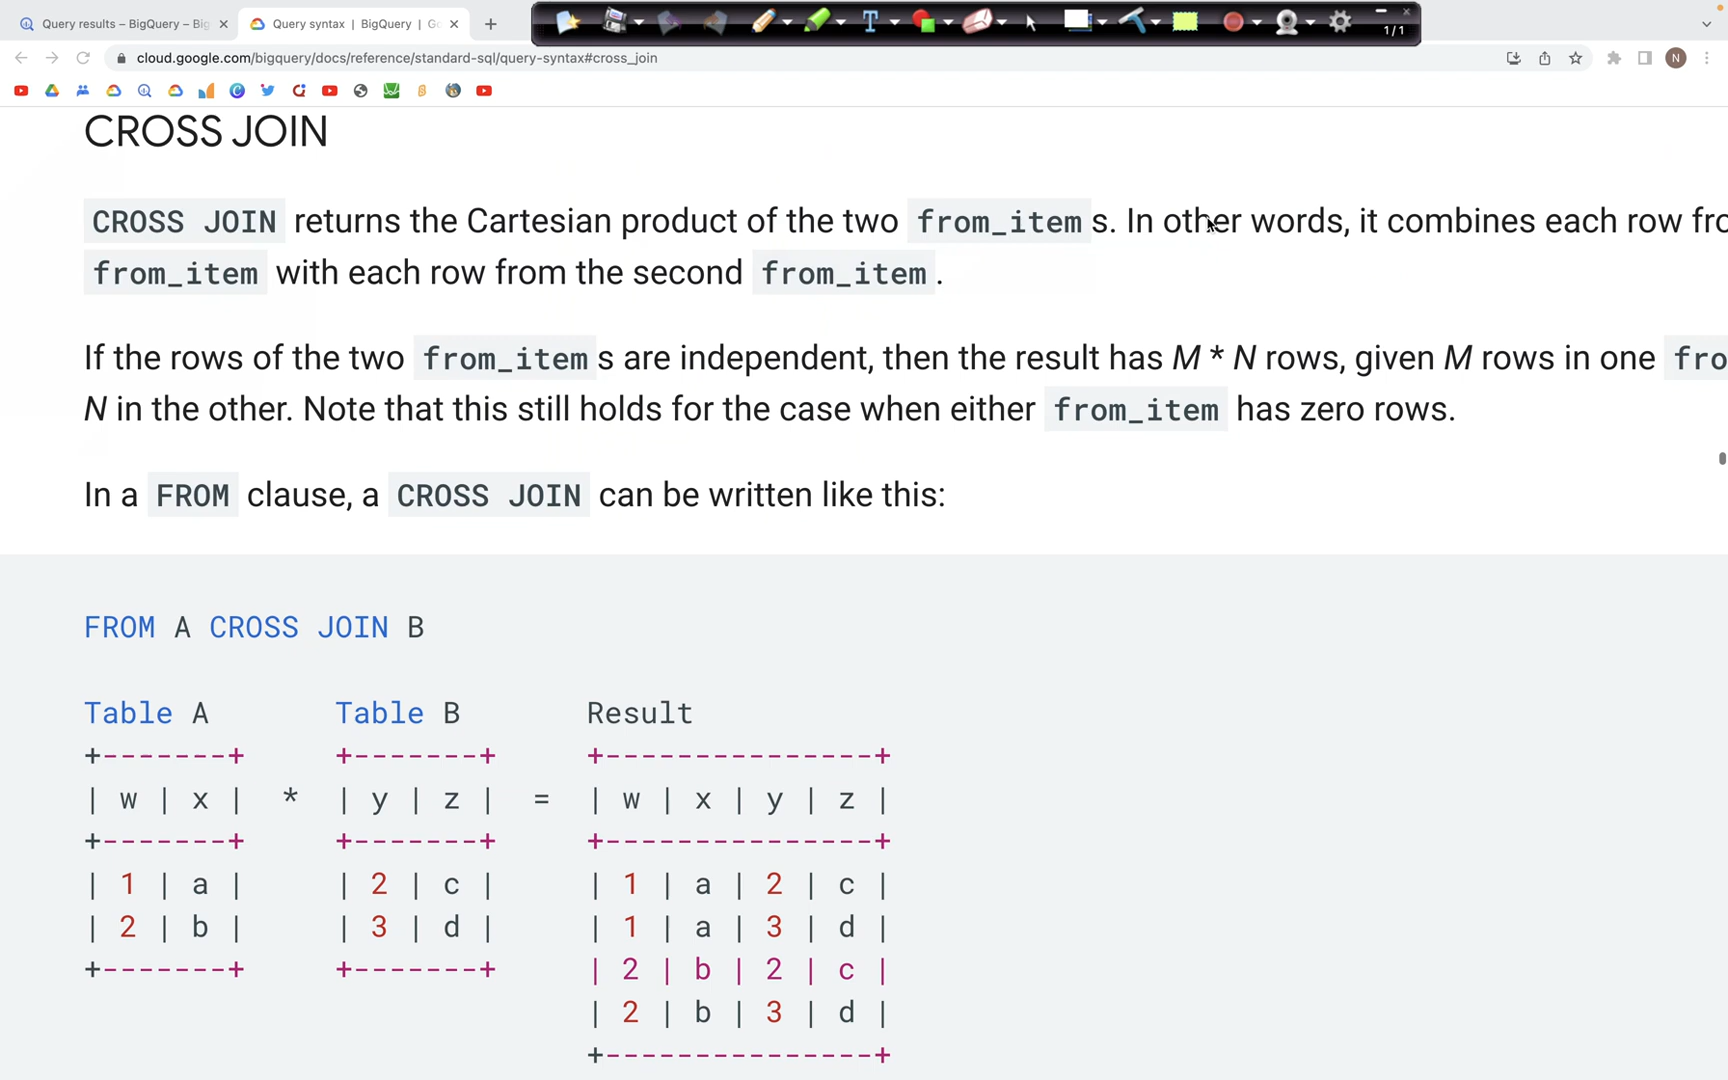 Query results – BigQuery – Big
Query syntax | BigQuery | Go
1/1
cloud.google.com/bigquery/docs/reference/standard-sql/query-syntax#cross_join
N
CROSS JOIN
CROSS JOIN returns the Cartesian product of the two from_item s. In other words, it combines each row fro
from_item with each row from the second from_item .
If the rows of the two from_item s are independent, then the result has M * N rows, given M rows in one fro
N in the other. Note that this still holds for the case when either from_item has zero rows.
In a FROM clause, a CROSS JOIN can be written like this:
FROM A CROSS JOIN B
Table A Table B Result
+-------+ +-------+ +---------------+
| w | x | * | y | z | = | w | x | y | z |
+-------+ +-------+ +---------------+
| 1 | a | | 2 | c | | 1 | a | 2 | c |
| 2 | b | | 3 | d | | 1 | a | 3 | d |
+-------+ +-------+ | 2 | b | 2 | c |
| 2 | b | 3 | d |
+---------------+